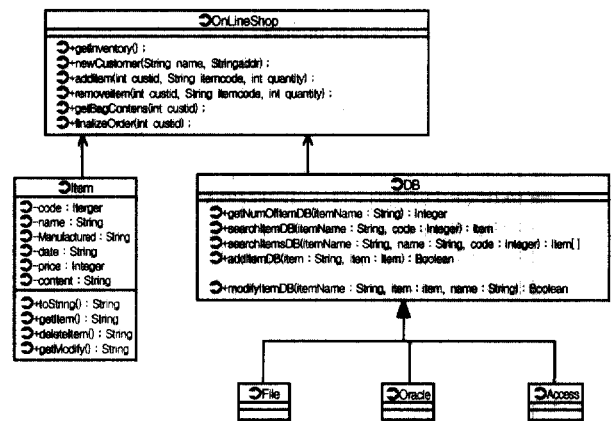 OnLineShop
+getInventory() ;
+newCustomer(String name, Stringaddr) ;
+addItem(int custid, String itemcode, int quantity) ;
+removeItem(int custid, String itemcode, int quantity) ;
+getBagContens(int custid) ;
+finalizeOrder(int custid) ;
Item
-code : Iterger
-name : String
-Manufactured : String
-date : String
-price : Integer
-content : String
+toString() : String
+getItem() : String
+deleteItem() : String
+getModify() : String
DB
+getNumOfItemDB(itemName : String) : Integer
+searchItemDB(itemName : String, code : Integer) : Item
+searchItemsDB(itemName : String, name : String, code : Integer) : Item[ ]
+addItemDB(item : String, item : Item) : Boolean
+modifyItemDB(itemName : String, item : item, name : String) : Boolean
File
Oracle
Access